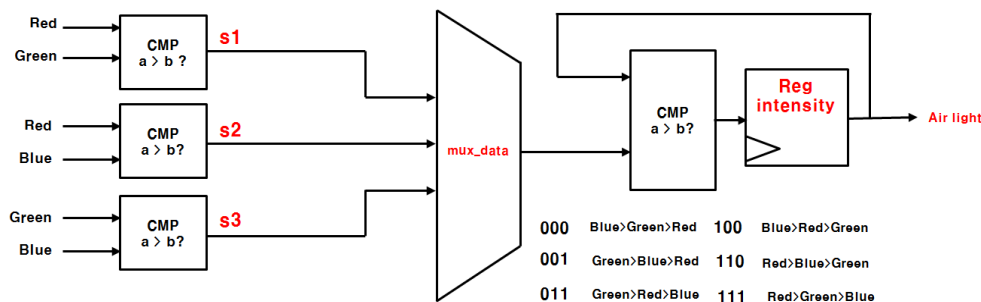 Red
Green
CMP
a > b ?
s1
Red
Blue
CMP
a > b?
s2
Green
Blue
CMP
a > b?
s3
mux_data
CMP
a > b?
Reg
intensity
Air light
000 Blue>Green>Red 100 Blue>Red>Green
001 Green>Blue>Red 110 Red>Blue>Green
011 Green>Red>Blue 111 Red>Green>Blue